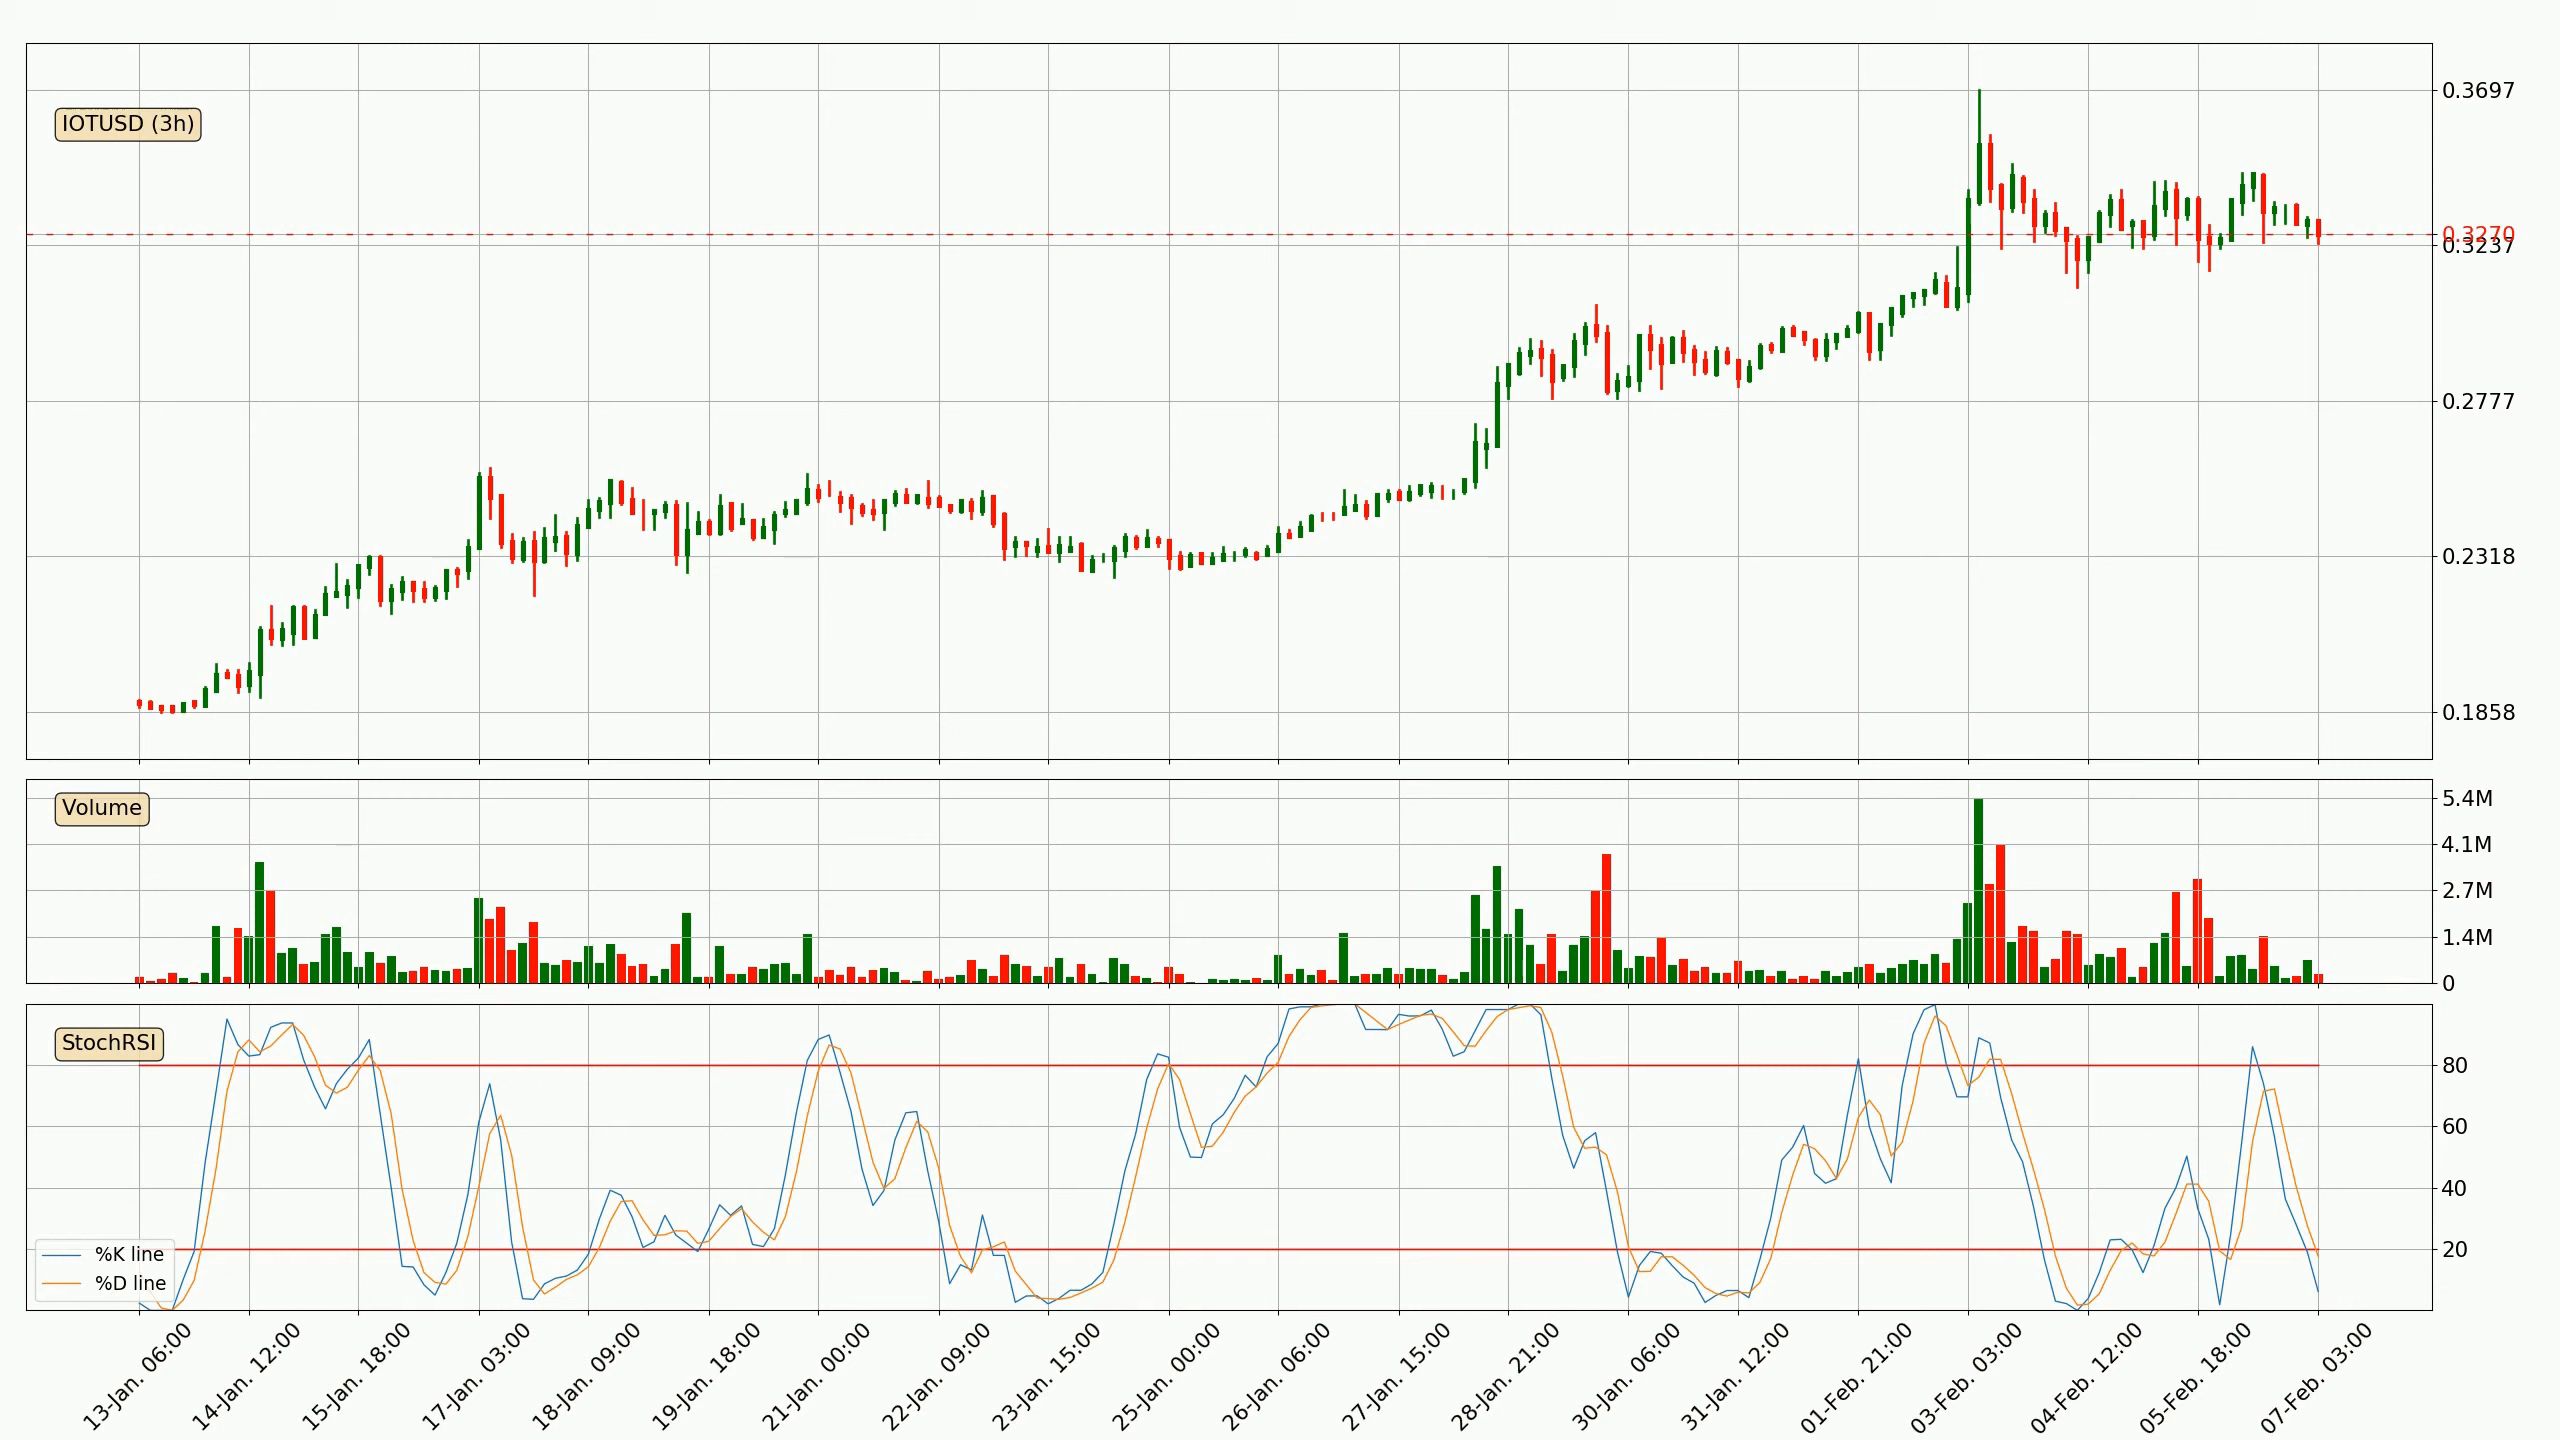 IOTUSD (3h)
0.3697
0.3270
0.3237
0.2777
0.2318
0.1858
Volume
5.4M
4.1M
2.7M
1.4M
0
StochRSI
80
60
40
20
%K line
%D line
13-Jan. 06:00
14-Jan. 12:00
15-Jan. 18:00
17-Jan. 03:00
18-Jan. 09:00
19-Jan. 18:00
21-Jan. 00:00
22-Jan. 09:00
23-Jan. 15:00
25-Jan. 00:00
26-Jan. 06:00
27-Jan. 15:00
28-Jan. 21:00
30-Jan. 06:00
31-Jan. 12:00
01-Feb. 21:00
03-Feb. 03:00
04-Feb. 12:00
05-Feb. 18:00
07-Feb. 03:00